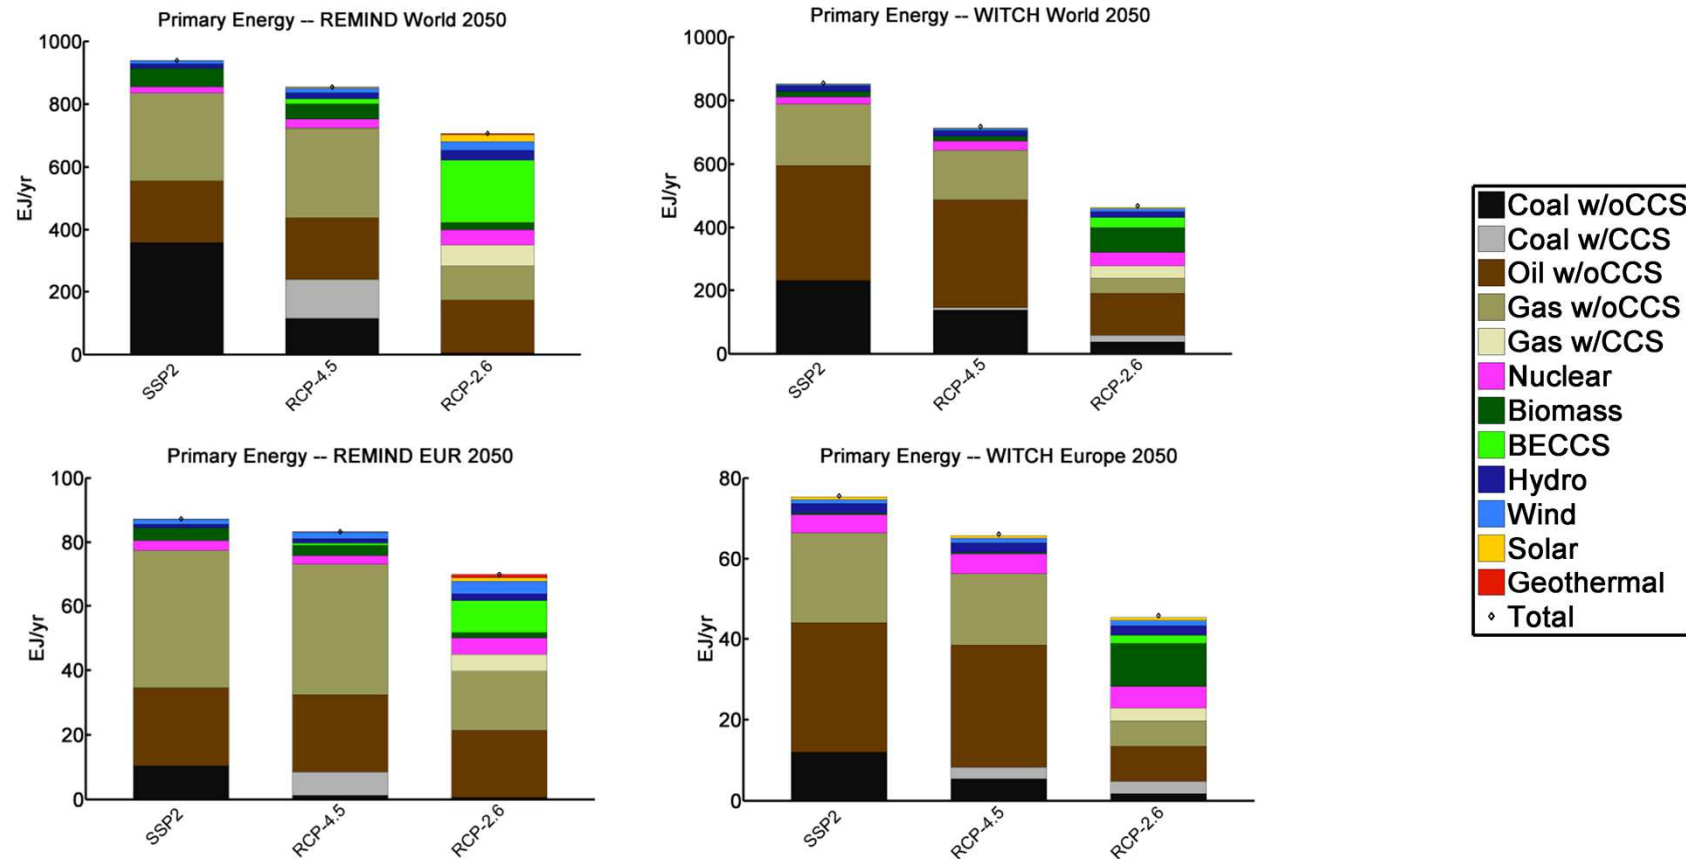 Primary Energy -- REMIND World 2050
1000
800
600
400
200
0
EJ/yr
SSP2
RCP-4.5
RCP-2.6
Primary Energy -- WITCH World 2050
1000
800
600
400
200
0
EJ/yr
SSP2
RCP-4.5
RCP-2.6
Primary Energy -- REMIND EUR 2050
100
80
60
40
20
0
EJ/yr
SSP2
RCP-4.5
RCP-2.6
Primary Energy -- WITCH Europe 2050
80
60
40
20
0
EJ/yr
SSP2
RCP-4.5
RCP-2.6
Coal w/oCCS
Coal w/CCS
Oil w/oCCS
Gas w/oCCS
Gas w/CCS
Nuclear
Biomass
BECCS
Hydro
Wind
Solar
Geothermal
Total